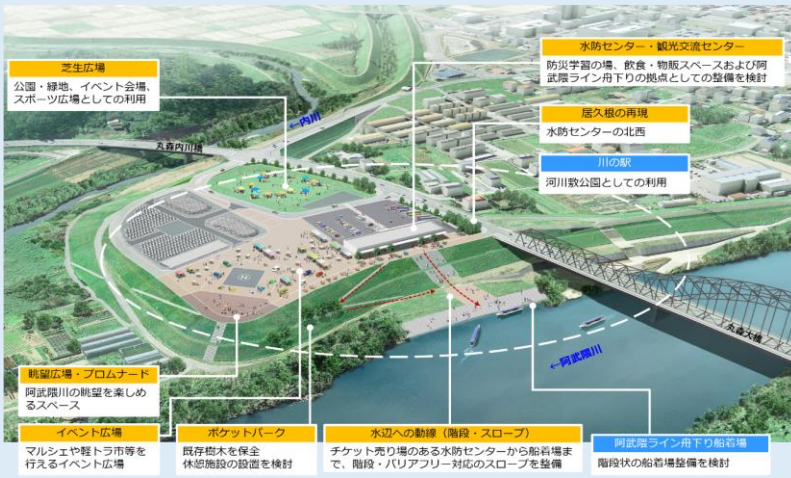 水防センター・観光交流センター
防災学習の場、飲食・物販スペースおよび阿
武隈ライン舟下りの拠点としての整備を検討
芝生広場
公園・緑地、イベント会場、
スポーツ広場としての利用
居久根の再現
水防センターの北西
←内川
丸森内川橋
川の駅
河川敷公園としての利用
丸森大橋
←阿武隈川
眺望広場・プロムナード
阿武隈川の眺望を楽しめ
るスペース
イベント広場
マルシェや軽トラ市等を
行えるイベント広場
ポケットパーク
既存樹木を保全
休憩施設の設置を検討
水辺への動線（階段・スロープ）
チケット売り場のある水防センターから船着場ま
で、階段・バリアフリー対応のスロープを整備
阿武隈ライン舟下り船着場
階段状の船着場整備を検討